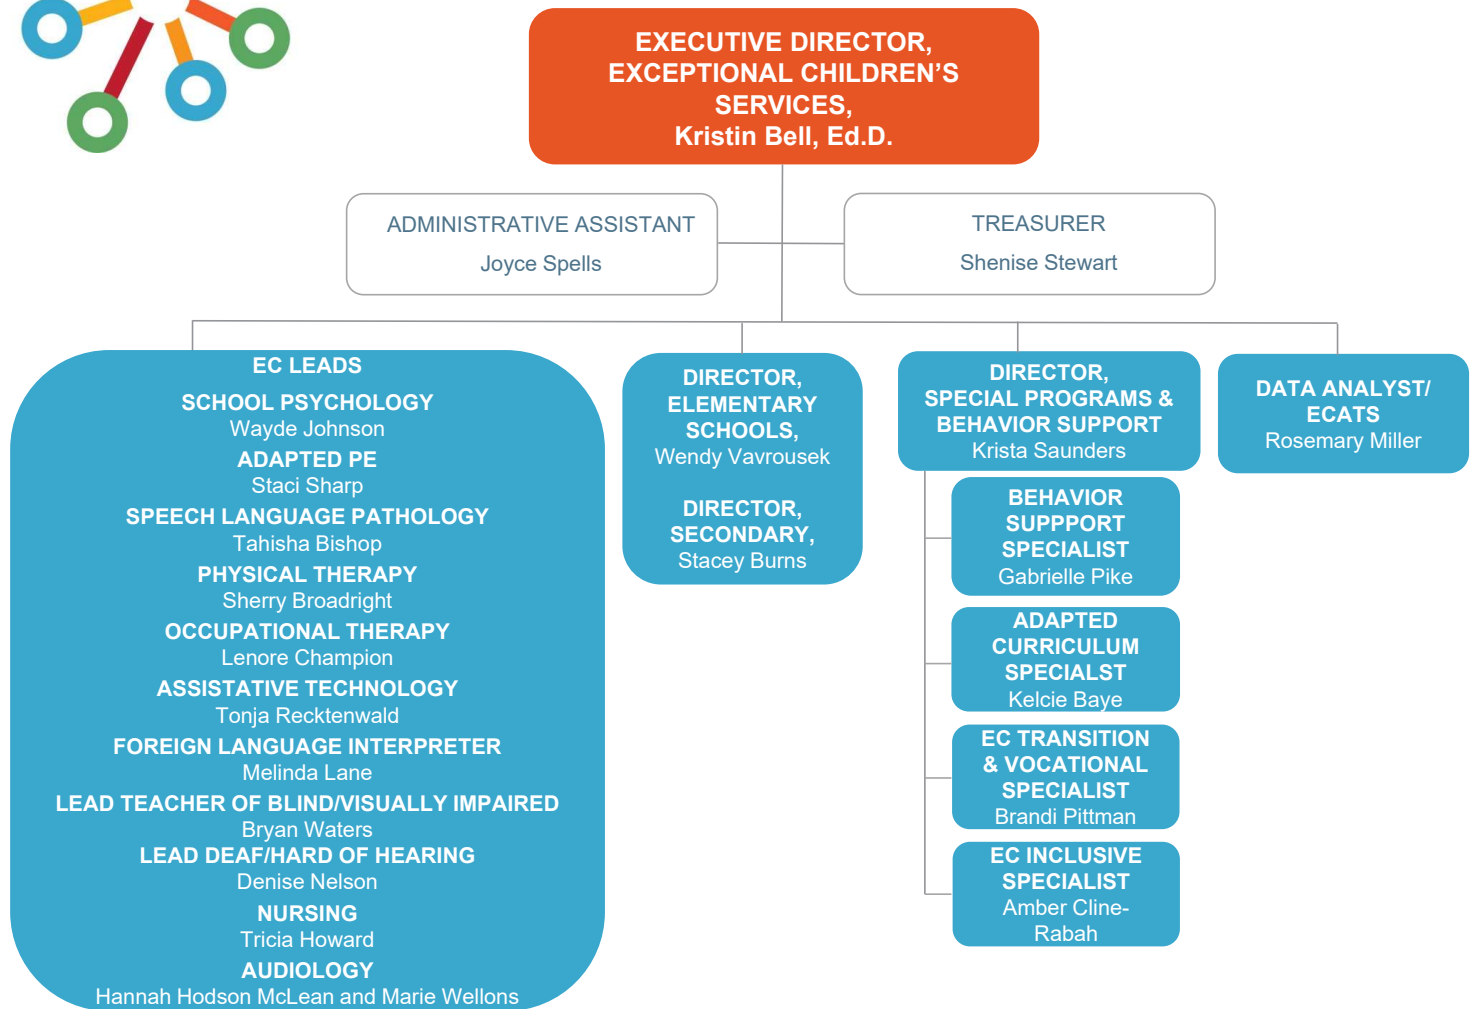 EXECUTIVE DIRECTOR,
EXCEPTIONAL CHILDREN’S
SERVICES,
Kristin Bell, Ed.D.
ADMINISTRATIVE ASSISTANT
Joyce Spells
TREASURER
Shenise Stewart
EC LEADS
SCHOOL PSYCHOLOGY
Wayde Johnson
ADAPTED PE
Staci Sharp
SPEECH LANGUAGE PATHOLOGY
Tahisha Bishop
PHYSICAL THERAPY
Sherry Broadright
OCCUPATIONAL THERAPY
Lenore Champion
ASSISTATIVE TECHNOLOGY
Tonja Recktenwald
FOREIGN LANGUAGE INTERPRETER
Melinda Lane
LEAD TEACHER OF BLIND/VISUALLY IMPAIRED
Bryan Waters
LEAD DEAF/HARD OF HEARING
Denise Nelson
NURSING
Tricia Howard
AUDIOLOGY
Hannah Hodson McLean and Marie Wellons
DIRECTOR,
ELEMENTARY
SCHOOLS,
Wendy Vavrousek
DIRECTOR,
SECONDARY,
Stacey Burns
DIRECTOR,
SPECIAL PROGRAMS &
BEHAVIOR SUPPORT
Krista Saunders
BEHAVIOR
SUPPPORT
SPECIALIST
Gabrielle Pike
ADAPTED
CURRICULUM
SPECIALST
Kelcie Baye
EC TRANSITION
& VOCATIONAL
SPECIALIST
Brandi Pittman
EC INCLUSIVE
SPECIALIST
Amber Cline-
Rabah
DATA ANALYST/
ECATS
Rosemary Miller